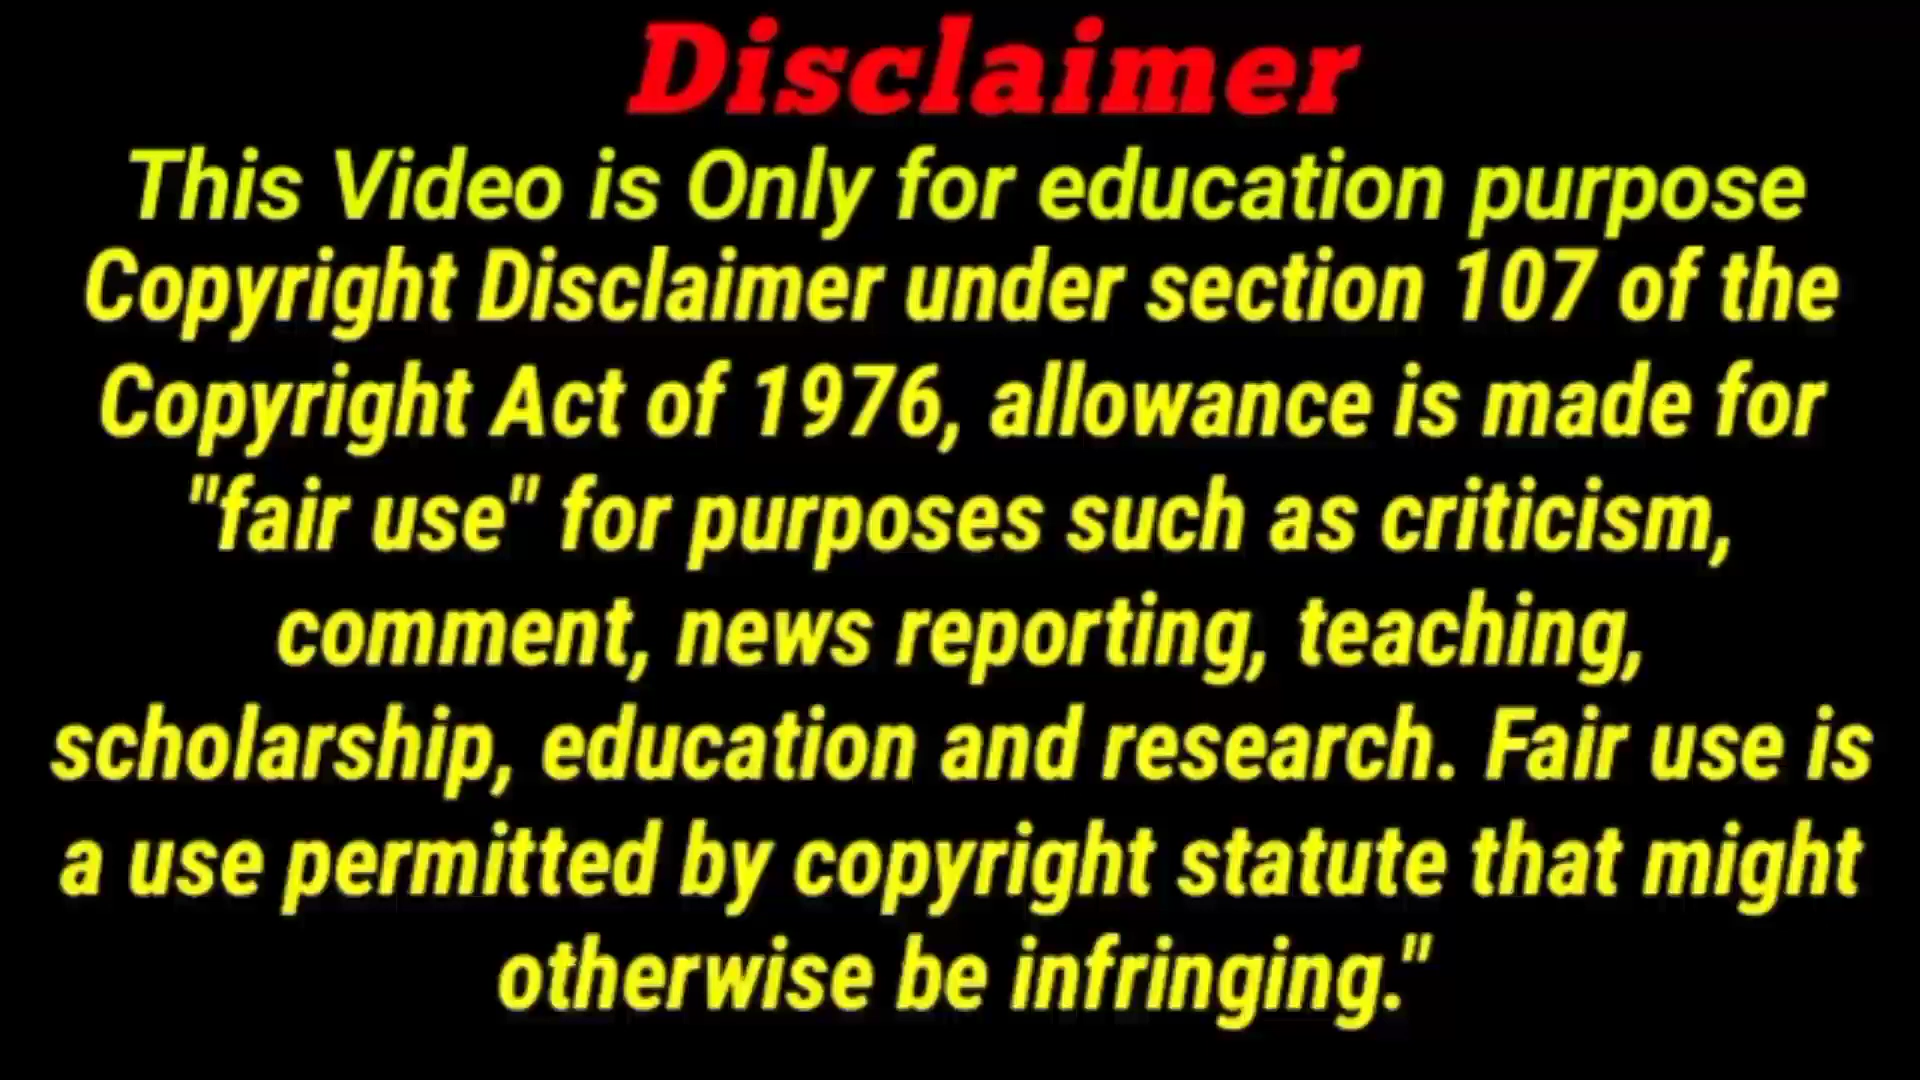 Disclaimer
This Video is Only for education purpose
Copyright Disclaimer under section 107 of the
Copyright Act of 1976, allowance is made for
"fair use" for purposes such as criticism,
comment, news reporting, teaching,
scholarship, education and research. Fair use is
a use permitted by copyright statute that might
otherwise be infringing."